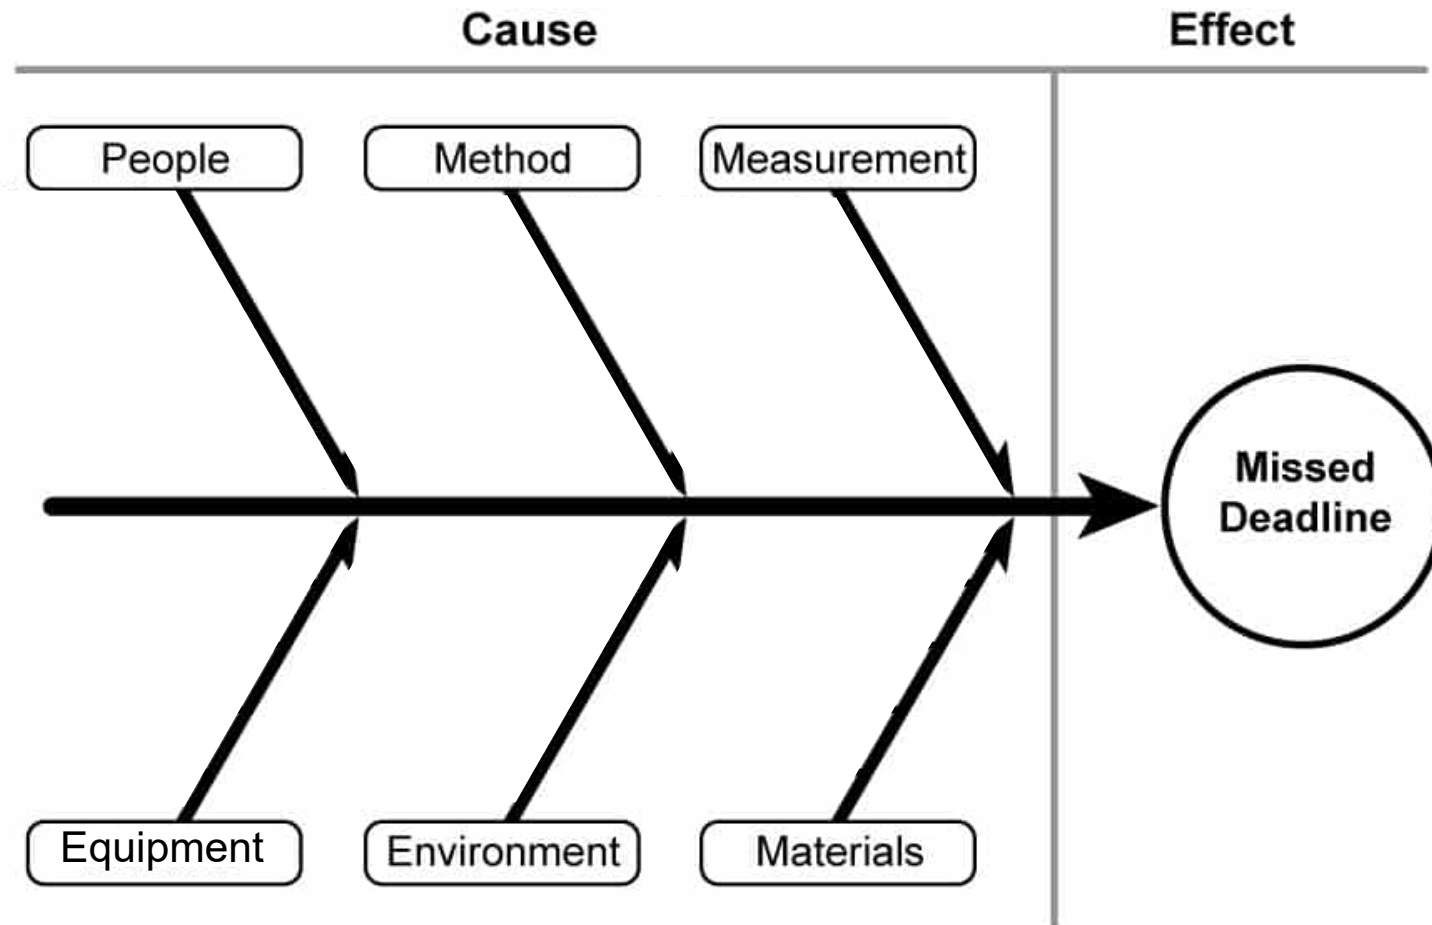 Cause
Effect
People
Method
Measurement
Missed
Deadline
Equipment
Environment
Materials